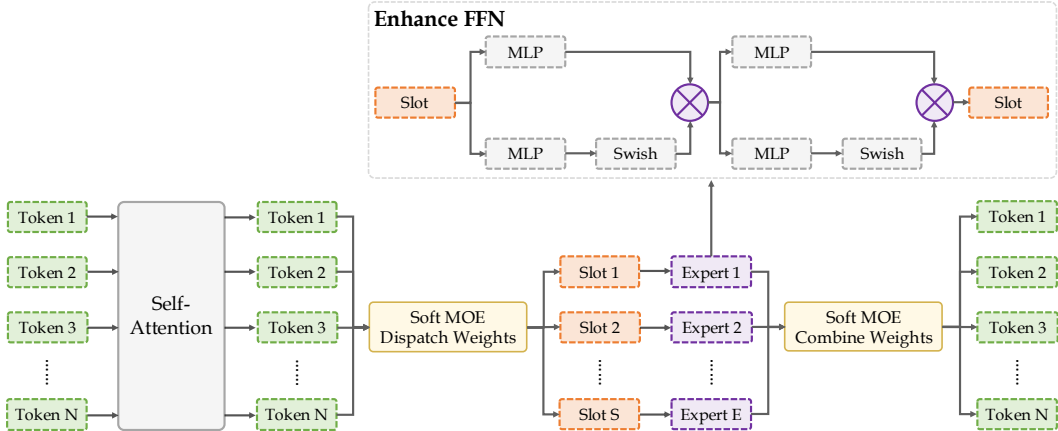 Enhance FFN
MLP
MLP
Slot
Slot
MLP
Swish
MLP
Swish
Token 1
Token 1
Token 1
Token 2
Token 2
Slot 1
Expert 1
Token 2
Self-
Attention
Token 3
Token 3
Soft MOE
Dispatch Weights
Slot 2
Expert 2
Soft MOE
Combine Weights
Token 3
......
......
......
......
......
Token N
Token N
Slot S
Expert E
Token N